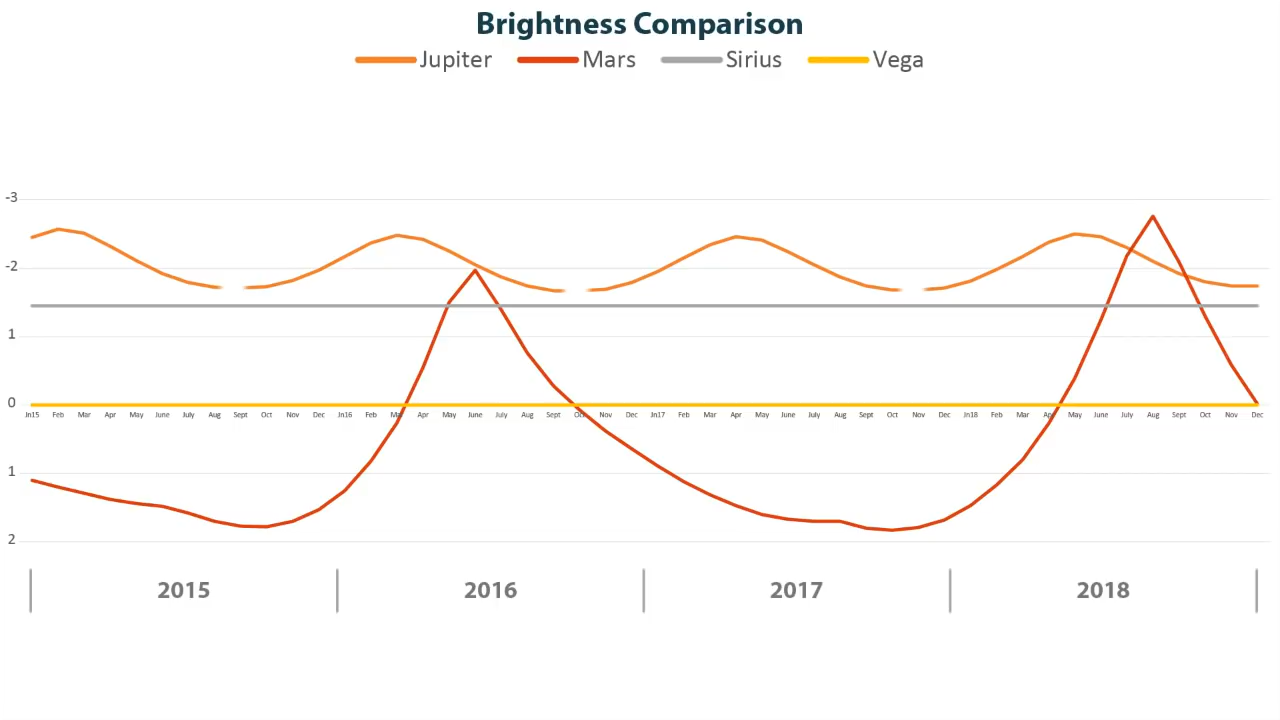 Brightness Comparison
Jupiter Mars Sirius Vega
-3
-2
1
0
Jn15 Feb Mar Apr May June July Aug Sept Oct Nov Dec Jn16 Feb Mar Apr May June July Aug Sept Oct Nov Dec Jn17 Feb Mar Apr May June July Aug Sept Oct Nov Dec Jn18 Feb Mar Apr May June July Aug Sept Oct Nov Dec
1
2
2015 2016 2017 2018